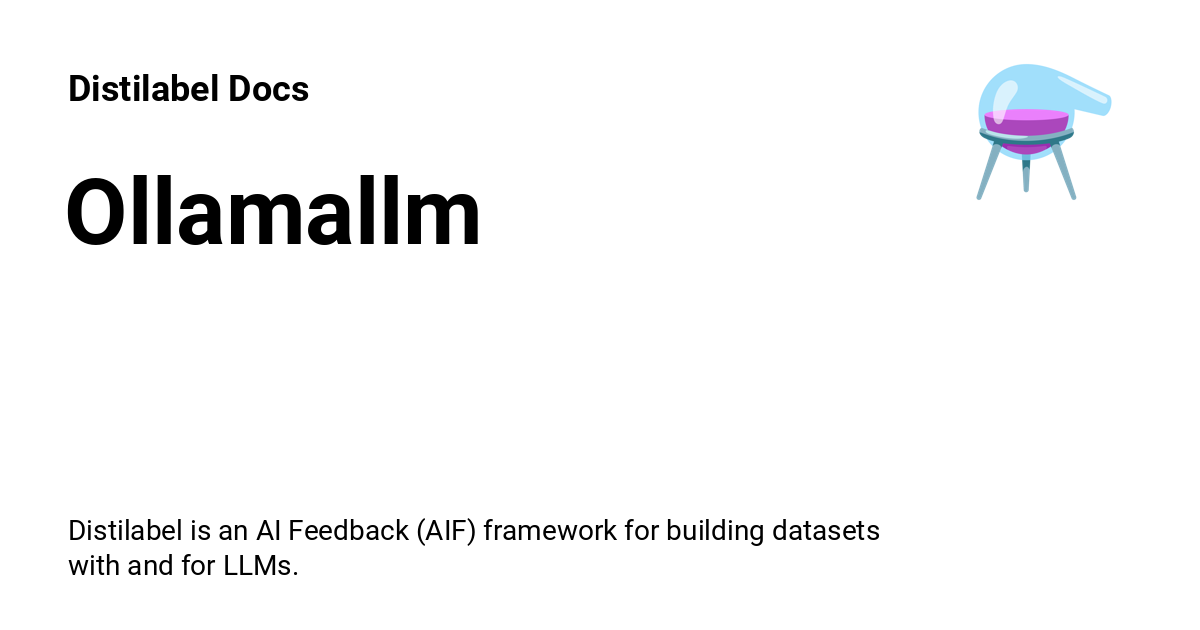 Distilabel Docs
Ollamallm
Distilabel is an AI Feedback (AIF) framework for building datasets
with and for LLMs.